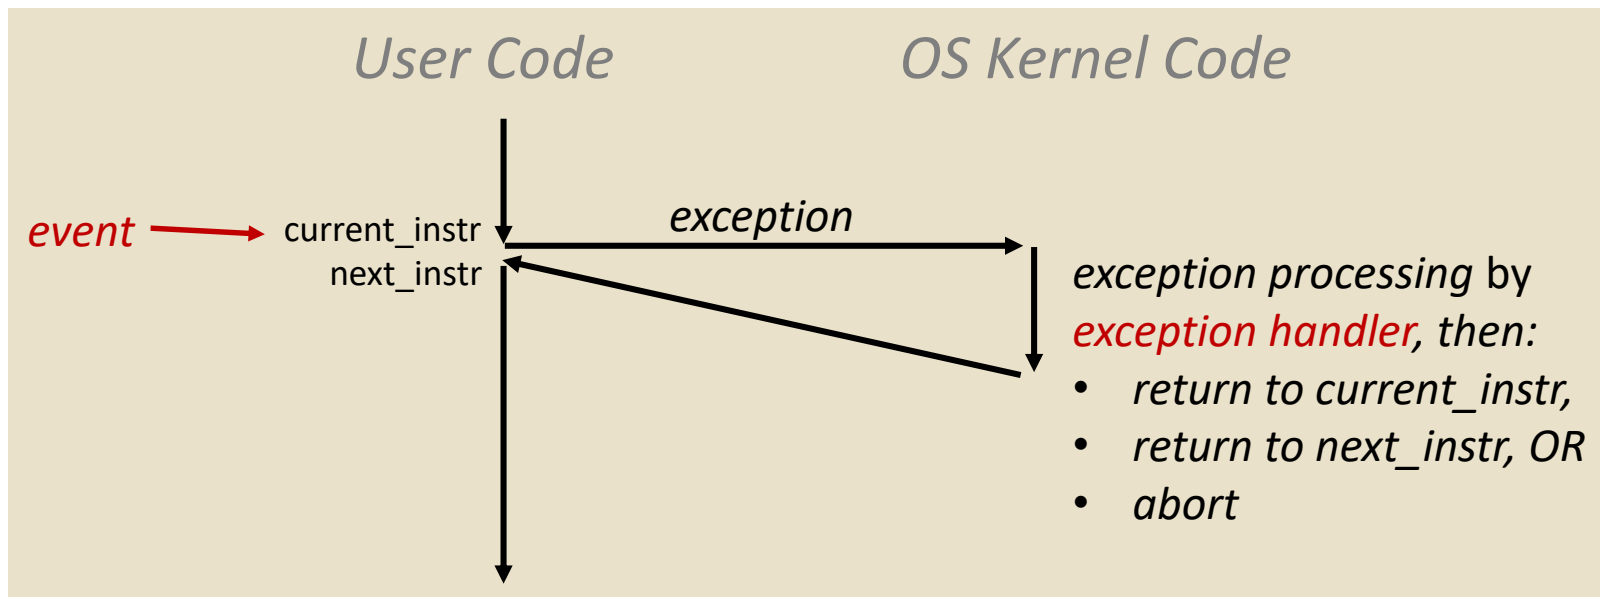 User Code
OS Kernel Code
event
current_instr
exception
next_instr
exception processing by
exception handler, then:
• return to current_instr,
• return to next_instr, OR
• abort